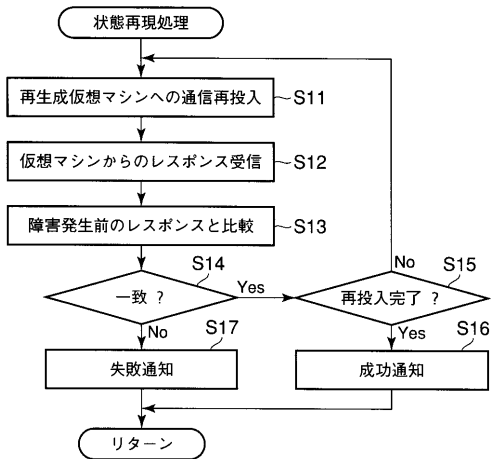 状態再現処理
再生成仮想マシンへの通信再投入
S11
仮想マシンからのレスポンス受信
S12
障害発生前のレスポンスと比較
S13
一致 ?
S14
Yes
No
再投入完了 ?
S15
No
Yes
失敗通知
S17
成功通知
S16
リターン